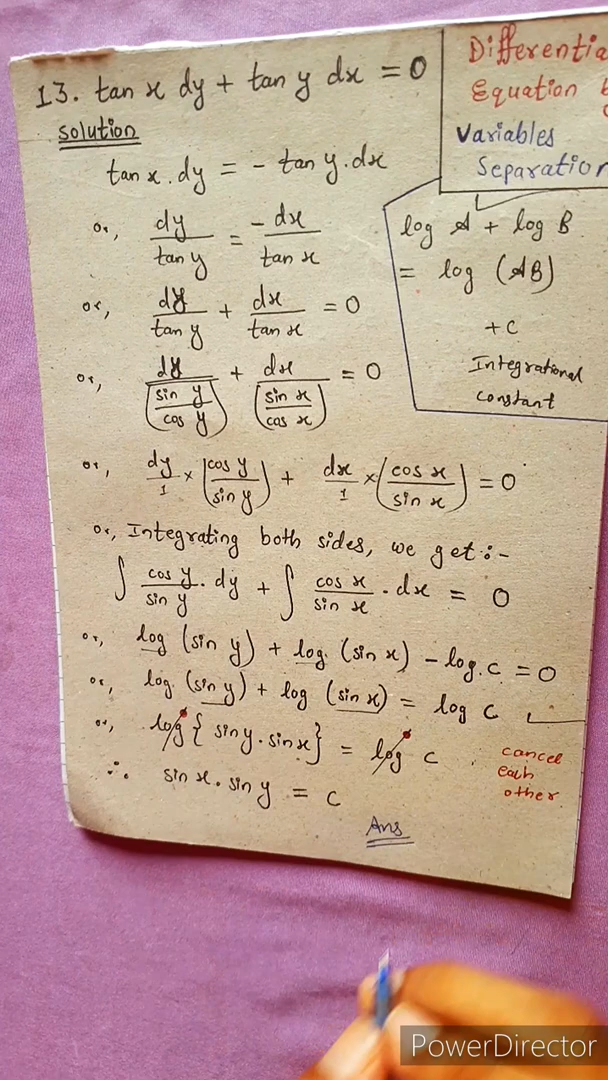 13. tan x dy + tan y dx = 0
Differentia
Equation
Variables
Separation
solution
tan x . dy = - tan y . dx
or, dy/tan y = -dx/tan x
log A + log B
= log (AB)
+ C
Integrational
constant
or, dy/tan y + dx/tan x = 0
or, dy/(sin y/cos y) + dx/(sin x/cos x) = 0
or, dy/1 × (cos y/sin y) + dx/1 × (cos x/sin x) = 0
or, Integrating both sides, we get :-
∫ cos y/sin y . dy + ∫ cos x/sin x . dx = 0
or, log (sin y) + log. (sin x) - log. c = 0
or, log. (sin y) + log (sin x) = log c
or, log { sin y . sin x } = log c
cancel
each
other.
∴ sin x . sin y = c
Ans
PowerDirector